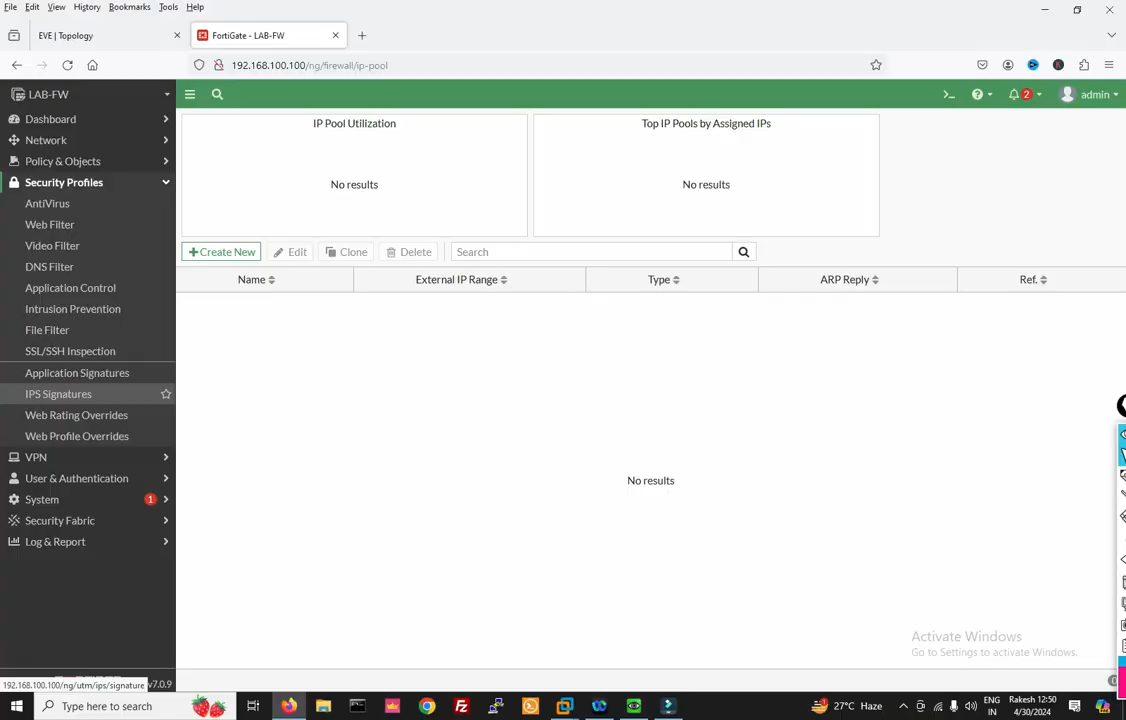 File Edit View History Bookmarks Tools Help
EVE | Topology
FortiGate - LAB-FW
192.168.100.100/ng/firewall/ip-pool
LAB-FW
2
admin
Dashboard
Network
Policy & Objects
Security Profiles
AntiVirus
Web Filter
Video Filter
DNS Filter
Application Control
Intrusion Prevention
File Filter
SSL/SSH Inspection
Application Signatures
IPS Signatures
Web Rating Overrides
Web Profile Overrides
VPN
User & Authentication
System 1
Security Fabric
Log & Report
IP Pool Utilization
No results
Top IP Pools by Assigned IPs
No results
Create New Edit Clone Delete Search
Name External IP Range Type ARP Reply Ref.
No results
Activate Windows
Go to Settings to activate Windows.
192.168.100.100/ng/utm/ips/signature
v7.0.9
Type here to search
27°C Haze
ENG
IN
Rakesh 12:50
4/30/2024